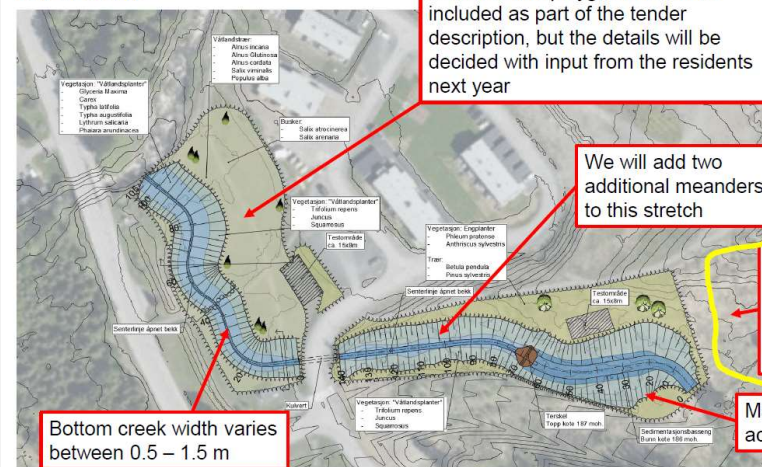 included as part of the tender
description, but the details will be
decided with input from the residents
next year
Våtlandstrær:
- Alnus incana
- Alnus Glutinosa
- Alnus cordata
- Salix viminalis
- Populus alba
Vegetasjon: "Våtlandsplanter"
- Glyceria Maxima
- Carex
- Typha latifolia
- Typha augustifolia
- Lythrum salicaria
- Phalara arundinacea
Busker:
- Salix atrocinerea
- Salix arenaria
We will add two
additional meanders
to this stretch
Vegetasjon: "Våtlandsplanter"
- Trifolium repens
- Juncus
- Squarrosus
Testområde
ca. 15x8m
Vegetasjon: Engplanter
- Phleum pratense
- Anthriscus sylvestris
Trær:
- Betula pendula
- Pinus sylvestris
Senterlinje åpnet bekk
Testområde
ca. 15x8m
Senterlinje åpnet bekk
Kulvert
Vegetasjon: "Våtlandsplanter"
- Trifolium repens
- Juncus
- Squarrosus
Terskel
Topp kote 187 moh.
Sedimentasjonsbasseng
Bunn kote 186 moh.
Bottom creek width varies
between 0.5 – 1.5 m